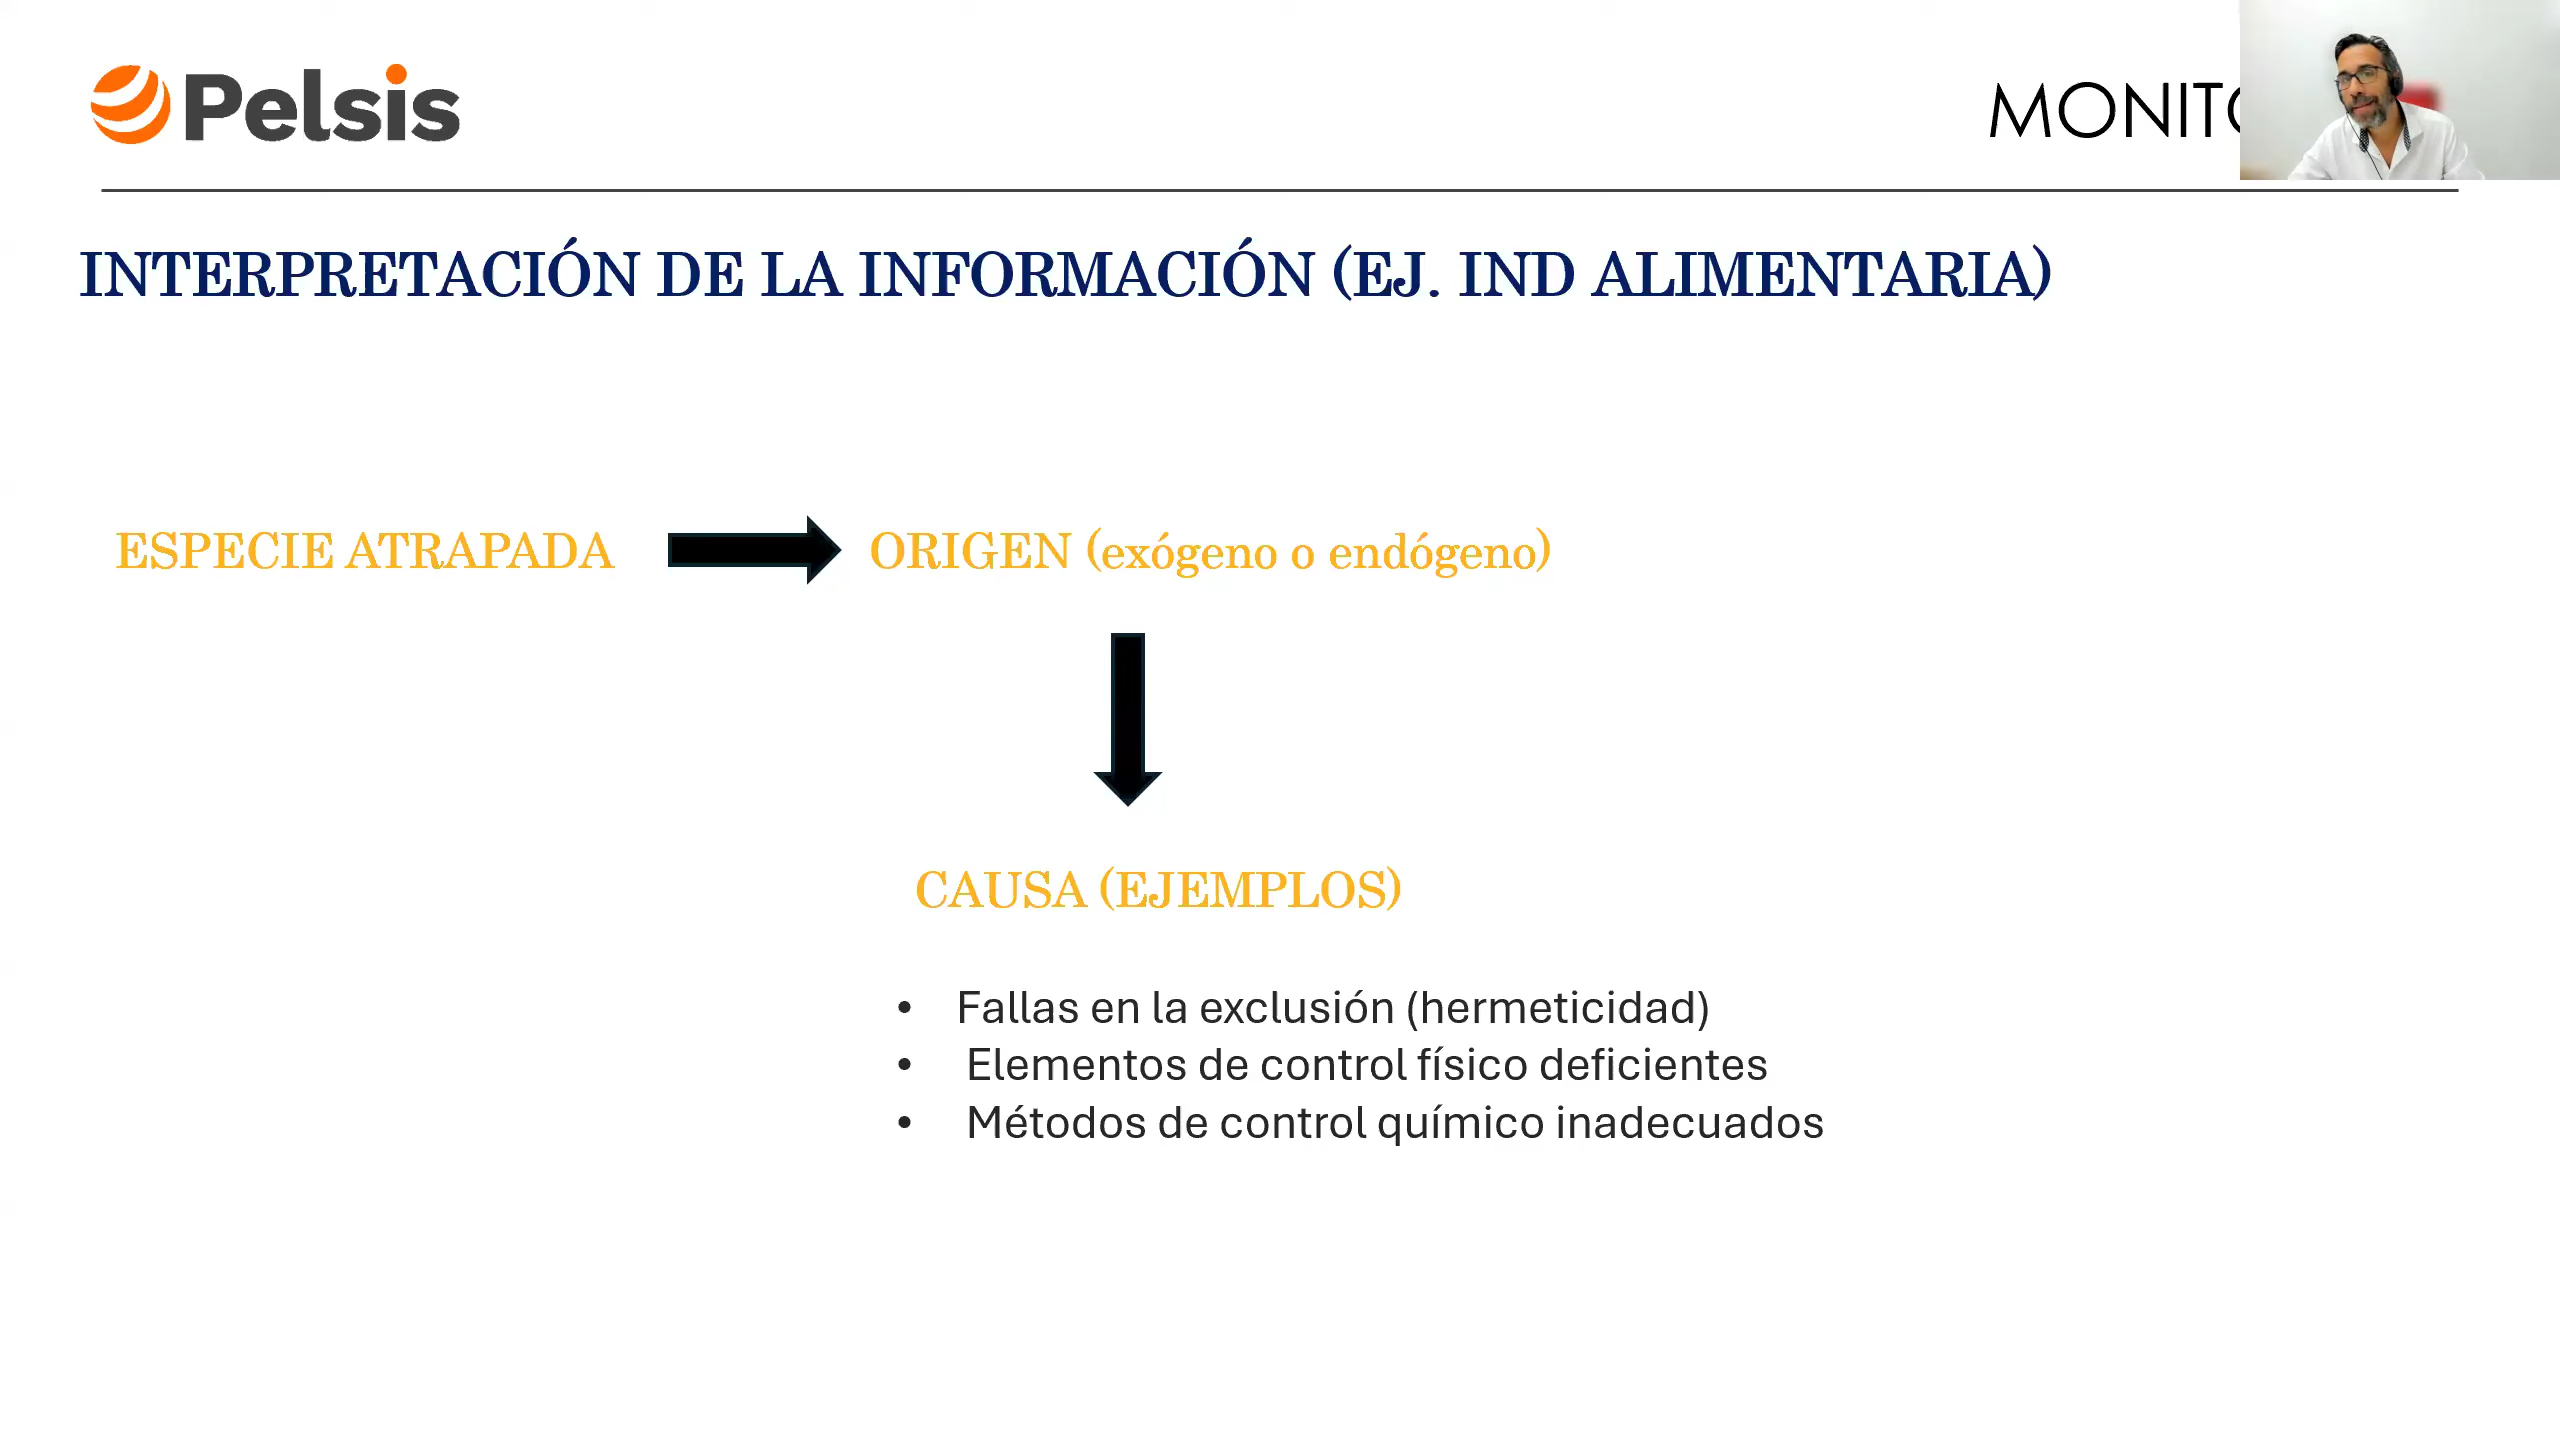 Pelsis
INTERPRETACIÓN DE LA INFORMACIÓN (EJ. IND ALIMENTARIA)
ESPECIE ATRAPADA
ORIGEN (exógeno o endógeno)
CAUSA (EJEMPLOS)
• Fallas en la exclusión (hermeticidad)
• Elementos de control físico deficientes
• Métodos de control químico inadecuados